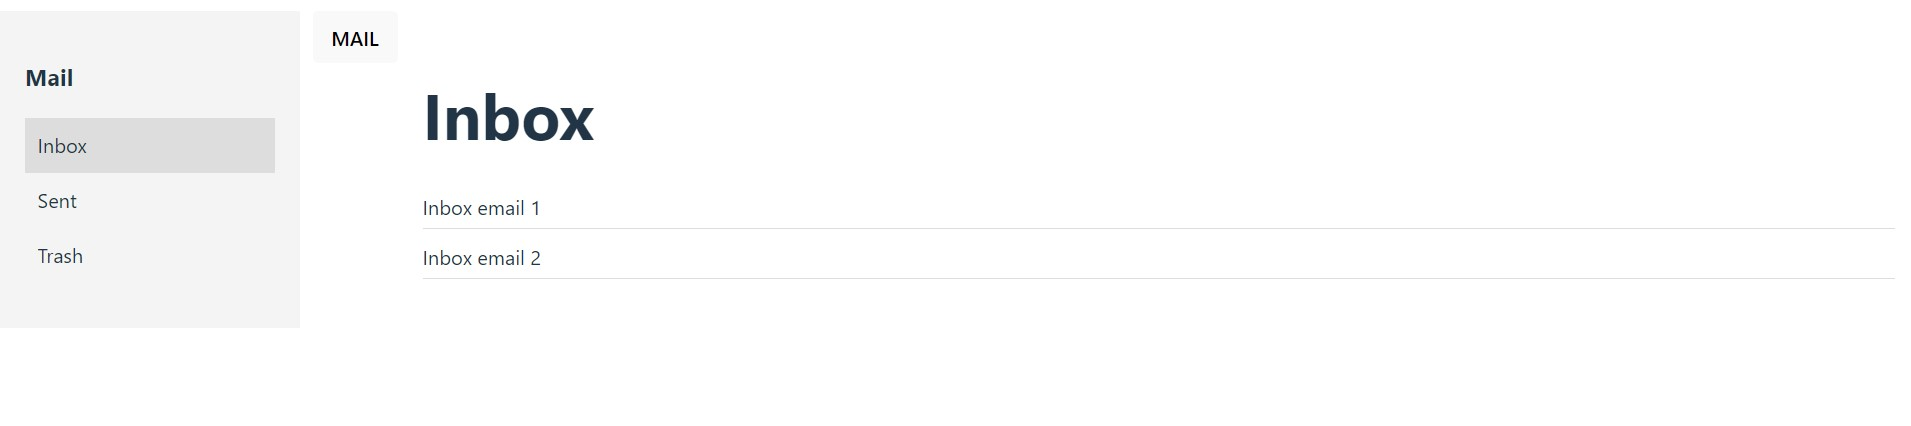 Mail
Inbox
Sent
Trash
MAIL
Inbox
Inbox email 1
Inbox email 2